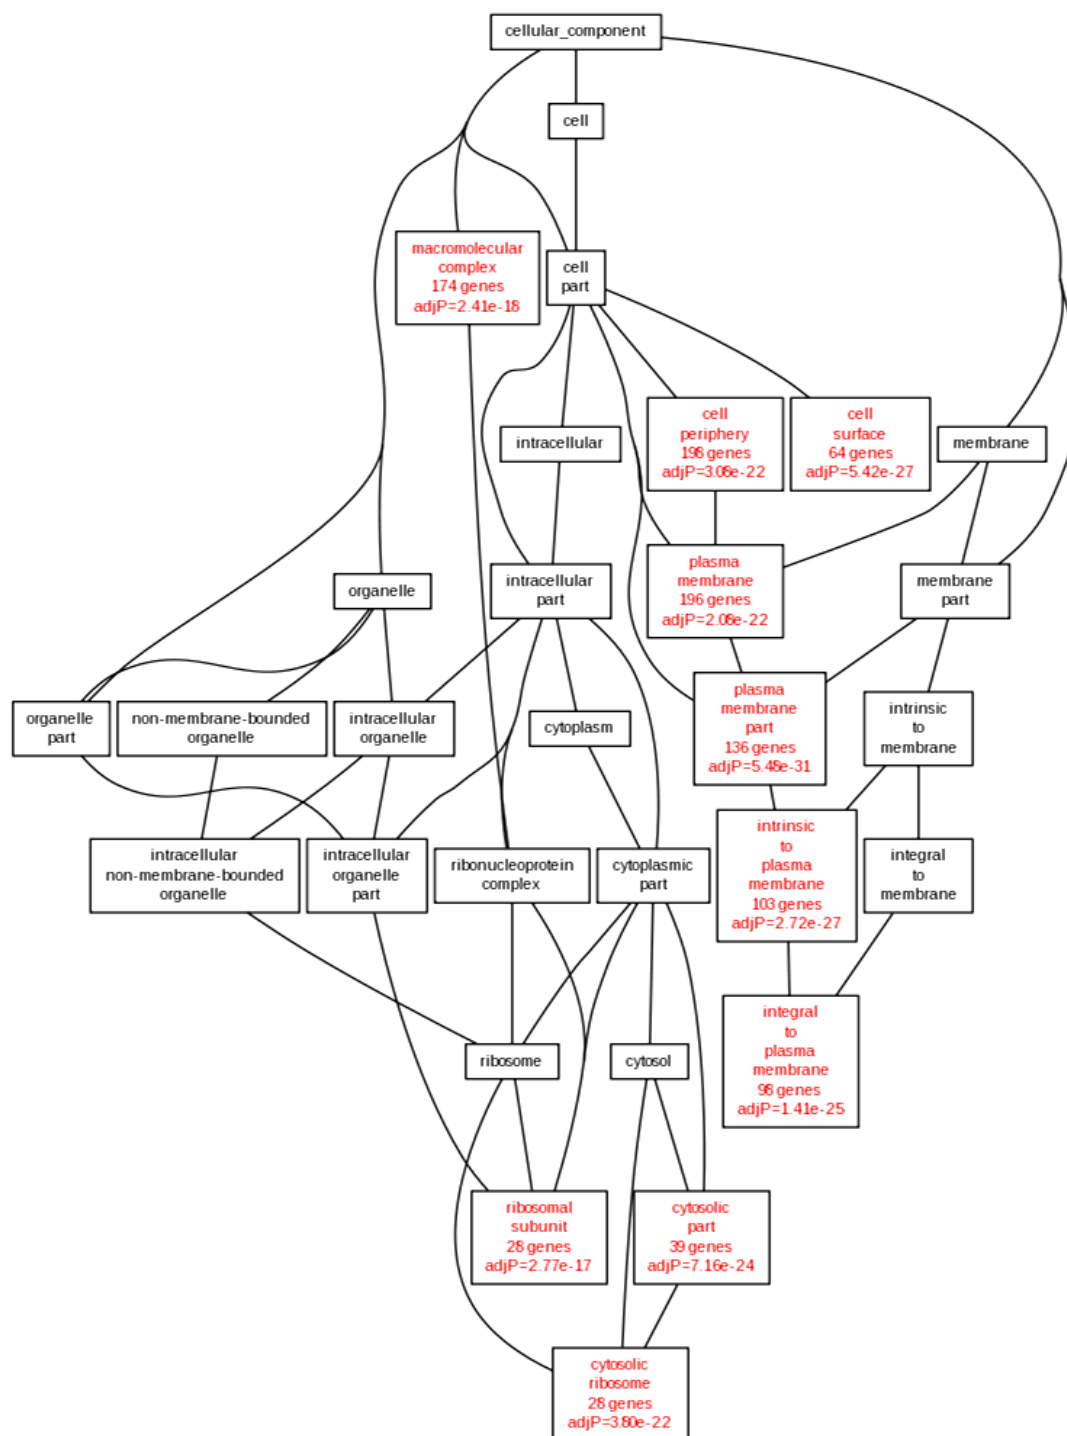 cellular_component
cell
macromolecular
complex
174 genes
adjP=2.41e-18
cell
part
intracellular
cell
periphery
198 genes
adjP=3.08e-22
cell
surface
64 genes
adjP=5.42e-27
membrane
organelle
intracellular
part
plasma
membrane
196 genes
adjP=2.08e-22
membrane
part
organelle
part
non-membrane-bounded
organelle
intracellular
organelle
cytoplasm
plasma
membrane
part
136 genes
adjP=5.48e-31
intrinsic
to
membrane
intracellular
non-membrane-bounded
organelle
intracellular
organelle
part
ribonucleoprotein
complex
cytoplasmic
part
intrinsic
to
plasma
membrane
103 genes
adjP=2.72e-27
integral
to
membrane
ribosome
cytosol
integral
to
plasma
membrane
98 genes
adjP=1.41e-25
ribosomal
subunit
28 genes
adjP=2.77e-17
cytosolic
part
39 genes
adjP=7.16e-24
cytosolic
ribosome
28 genes
adjP=3.80e-22